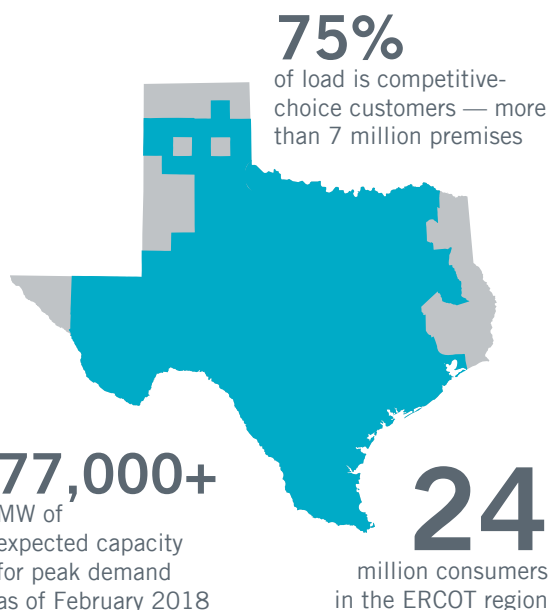 75%
of load is competitive-
choice customers — more
than 7 million premises
77,000+
MW of
expected capacity
for peak demand
as of February 2018
24
million consumers
in the ERCOT region